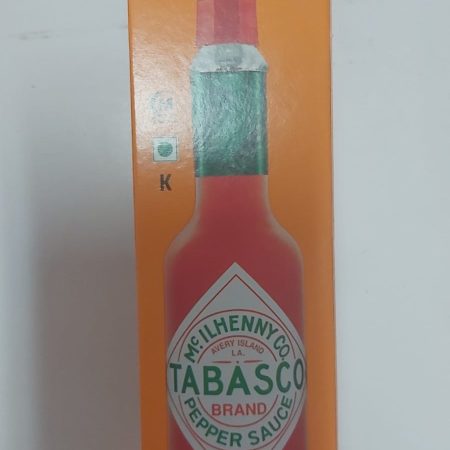 K
McILHENNY CO.
AVERY ISLAND
LA.
TABASCO
BRAND
PEPPER SAUCE